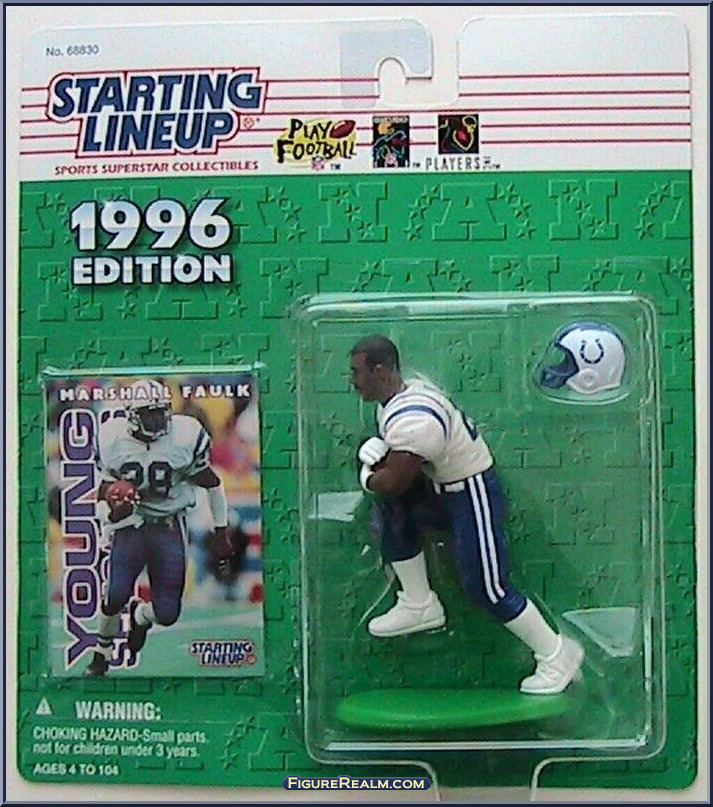 No. 68830
STARTING
LINEUP
SPORTS SUPERSTAR COLLECTIBLES
PLAY
FOOTBALL
NFL
PLAYERS
1996
EDITION
MARSHALL FAULK
28
YOUNG
STARTING
LINEUP
WARNING:
CHOKING HAZARD-Small parts.
not for children under 3 years.
AGES 4 TO 104
FIGUREREALM.COM